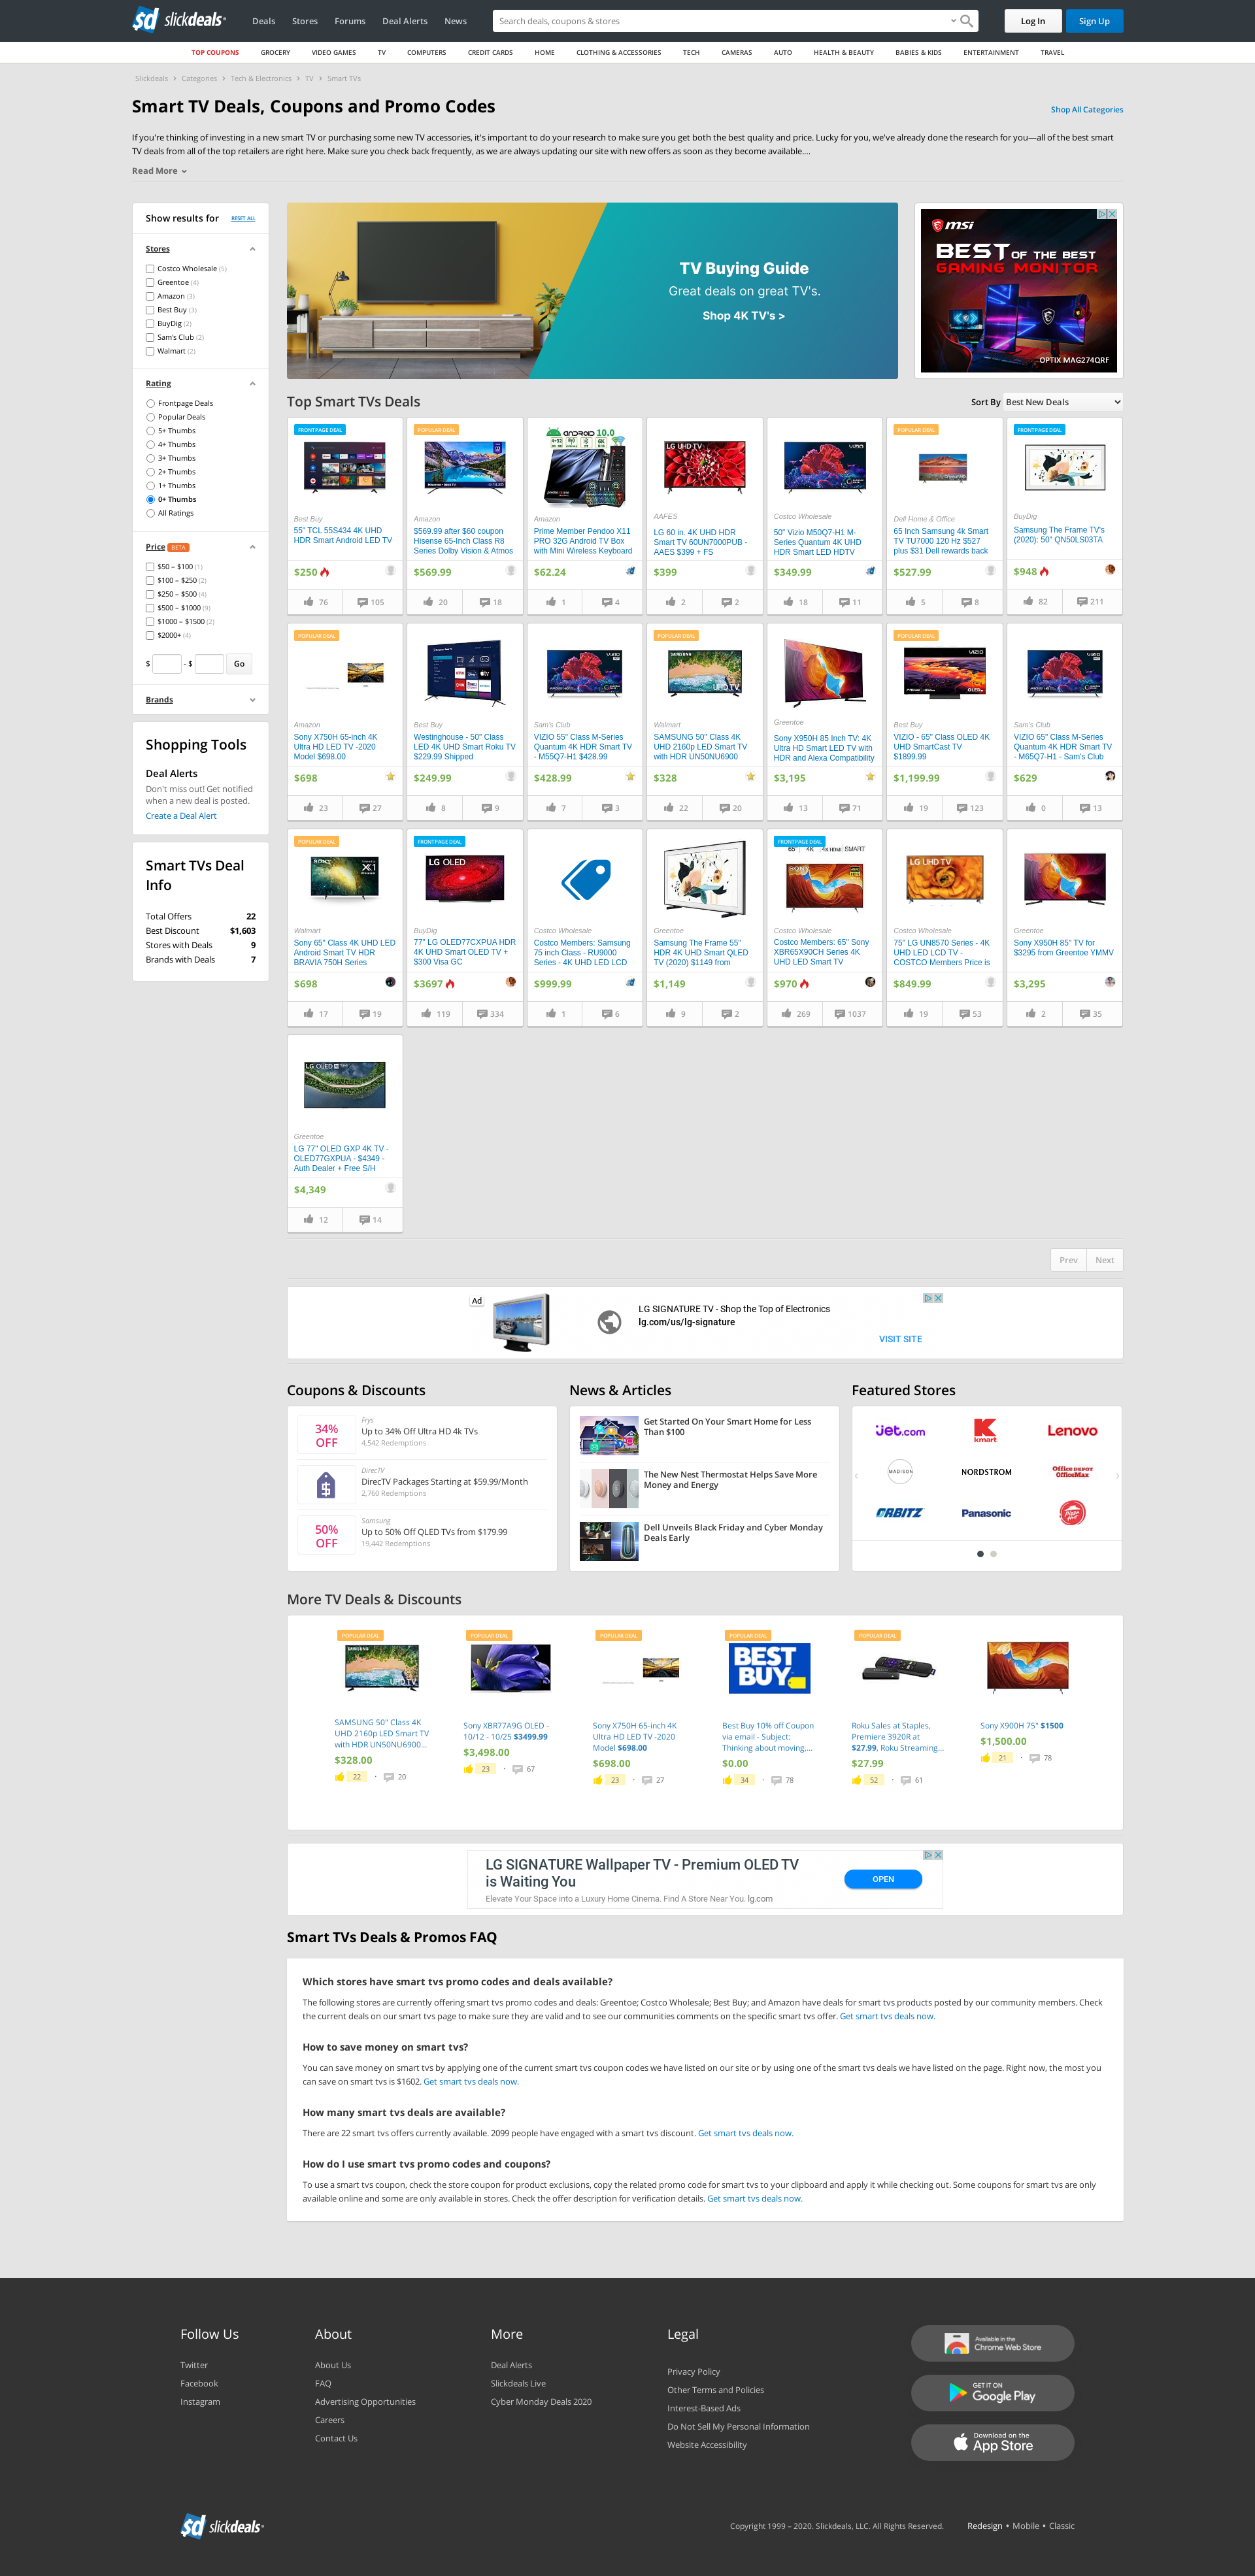 sd slickdeals
Deals Stores Forums Deal Alerts News
Search deals, coupons & stores
Log In Sign Up
TOP COUPONS GROCERY VIDEO GAMES TV COMPUTERS CREDIT CARDS HOME CLOTHING & ACCESSORIES TECH CAMERAS AUTO HEALTH & BEAUTY BABIES & KIDS ENTERTAINMENT TRAVEL
Slickdeals > Categories > Tech & Electronics > TV > Smart TVs
Smart TV Deals, Coupons and Promo Codes
Shop All Categories
If you're thinking of investing in a new smart TV or purchasing some new TV accessories, it's important to do your research to make sure you get both the best quality and price. Lucky for you, we've already done the research for you—all of the best smart
TV deals from all of the top retailers are right here. Make sure you check back frequently, as we are always updating our site with new offers as soon as they become available....
Read More
Show results for RESET ALL
Stores
Costco Wholesale (5)
Greentoe (4)
Amazon (3)
Best Buy (3)
BuyDig (2)
Sam's Club (2)
Walmart (2)
Rating
Frontpage Deals
Popular Deals
5+ Thumbs
4+ Thumbs
3+ Thumbs
2+ Thumbs
1+ Thumbs
0+ Thumbs
All Ratings
Price BETA
$50 – $100 (1)
$100 – $250 (2)
$250 – $500 (4)
$500 – $1000 (9)
$1000 – $1500 (2)
$2000+ (4)
$ - $ Go
Brands
Shopping Tools
Deal Alerts
Don't miss out! Get notified
when a new deal is posted.
Create a Deal Alert
Smart TVs Deal
Info
Total Offers 22
Best Discount $1,603
Stores with Deals 9
Brands with Deals 7
TV Buying Guide
Great deals on great TV's.
Shop 4K TV's >
msi
BEST OF THE BEST
GAMING MONITOR
OPTIX MAG274QRF
Top Smart TVs Deals
Sort By Best New Deals
FRONTPAGE DEAL
Best Buy
55" TCL 55S434 4K UHD
HDR Smart Android LED TV
$250
76 105
POPULAR DEAL
Amazon
$569.99 after $60 coupon
Hisense 65-Inch Class R8
Series Dolby Vision & Atmos
$569.99
20 18
ANDROID 10.0
Amazon
Prime Member Pendoo X11
PRO 32G Android TV Box
with Mini Wireless Keyboard
$62.24
1 4
LG UHD TV
AAFES
LG 60 in. 4K UHD HDR
Smart TV 60UN7000PUB -
AAES $399 + FS
$399
2 2
VIZIO
Costco Wholesale
50" Vizio M50Q7-H1 M-
Series Quantum 4K UHD
HDR Smart LED HDTV
$349.99
18 11
POPULAR DEAL
Dell Home & Office
65 Inch Samsung 4k Smart
TV TU7000 120 Hz $527
plus $31 Dell rewards back
$527.99
5 8
FRONTPAGE DEAL
BuyDig
Samsung The Frame TV's
(2020): 50" QN50LS03TA
$948
82 211
POPULAR DEAL
Amazon
Sony X750H 65-inch 4K
Ultra HD LED TV -2020
Model $698.00
$698
23 27
Best Buy
Westinghouse - 50" Class
LED 4K UHD Smart Roku TV
$229.99 Shipped
$249.99
8 9
VIZIO
Sam's Club
VIZIO 55" Class M-Series
Quantum 4K HDR Smart TV
- M55Q7-H1 $428.99
$428.99
7 3
POPULAR DEAL
SAMSUNG
UHD TV
Walmart
SAMSUNG 50" Class 4K
UHD 2160p LED Smart TV
with HDR UN50NU6900
$328
22 20
Greentoe
Sony X950H 85 Inch TV: 4K
Ultra HD Smart LED TV with
HDR and Alexa Compatibility
$3,195
13 71
POPULAR DEAL
VIZIO
OLED
Best Buy
VIZIO - 65" Class OLED 4K
UHD SmartCast TV
$1899.99
$1,199.99
19 123
VIZIO
Sam's Club
VIZIO 65" Class M-Series
Quantum 4K HDR Smart TV
- M65Q7-H1 - Sam's Club
$629
0 13
POPULAR DEAL
SONY
X1
Walmart
Sony 65" Class 4K UHD LED
Android Smart TV HDR
BRAVIA 750H Series
$698
17 19
FRONTPAGE DEAL
LG OLED
BuyDig
77" LG OLED77CXPUA HDR
4K UHD Smart OLED TV +
$300 Visa GC
$3697
119 334
Costco Wholesale
Costco Members: Samsung
75 inch Class - RU9000
Series - 4K UHD LED LCD
$999.99
1 6
Greentoe
Samsung The Frame 55"
HDR 4K UHD Smart QLED
TV (2020) $1149 from
$1,149
9 2
FRONTPAGE DEAL
65" 4K 4X HDMI SMART
SONY
Costco Wholesale
Costco Members: 65" Sony
XBR65X90CH Series 4K
UHD LED Smart TV
$970
269 1037
LG UHD TV
Costco Wholesale
75" LG UN8570 Series - 4K
UHD LED LCD TV -
COSTCO Members Price is
$849.99
19 53
Greentoe
Sony X950H 85" TV for
$3295 from Greentoe YMMV
$3,295
2 35
LG OLED
Greentoe
LG 77" OLED GXP 4K TV -
OLED77GXPUA - $4349 -
Auth Dealer + Free S/H
$4,349
12 14
Prev Next
Ad
LG SIGNATURE TV - Shop the Top of Electronics
lg.com/us/lg-signature
VISIT SITE
Coupons & Discounts
34%
OFF
Frys
Up to 34% Off Ultra HD 4k TVs
4,542 Redemptions
DirecTV
DirecTV Packages Starting at $59.99/Month
2,760 Redemptions
50%
OFF
Samsung
Up to 50% Off QLED TVs from $179.99
19,442 Redemptions
News & Articles
Get Started On Your Smart Home for Less
Than $100
The New Nest Thermostat Helps Save More
Money and Energy
Dell Unveils Black Friday and Cyber Monday
Deals Early
Featured Stores
jet.com Kmart Lenovo
MADISON NORDSTROM Office DEPOT OfficeMax
ORBITZ Panasonic Pizza Hut
More TV Deals & Discounts
POPULAR DEAL
SAMSUNG
UHD TV
SAMSUNG 50" Class 4K
UHD 2160p LED Smart TV
with HDR UN50NU6900...
$328.00
22 · 20
POPULAR DEAL
Sony XBR77A9G OLED -
10/12 - 10/25 $3499.99
$3,498.00
23 · 67
POPULAR DEAL
Sony X750H 65-inch 4K
Ultra HD LED TV -2020
Model $698.00
$698.00
23 · 27
POPULAR DEAL
BEST
BUY
Best Buy 10% off Coupon
via email - Subject:
Thinking about moving,...
$0.00
34 · 78
POPULAR DEAL
Roku Sales at Staples,
Premiere 3920R at
$27.99, Roku Streaming...
$27.99
52 · 61
Sony X900H 75" $1500
$1,500.00
21 · 78
LG SIGNATURE Wallpaper TV - Premium OLED TV
is Waiting You
Elevate Your Space into a Luxury Home Cinema. Find A Store Near You. lg.com
OPEN
Smart TVs Deals & Promos FAQ
Which stores have smart tvs promo codes and deals available?
The following stores are currently offering smart tvs promo codes and deals: Greentoe; Costco Wholesale; Best Buy; and Amazon have deals for smart tvs products posted by our community members. Check
the current deals on our smart tvs page to make sure they are valid and to see our communities comments on the specific smart tvs offer. Get smart tvs deals now.
How to save money on smart tvs?
You can save money on smart tvs by applying one of the current smart tvs coupon codes we have listed on our site or by using one of the smart tvs deals we have listed on the page. Right now, the most you
can save on smart tvs is $1602. Get smart tvs deals now.
How many smart tvs deals are available?
There are 22 smart tvs offers currently available. 2099 people have engaged with a smart tvs discount. Get smart tvs deals now.
How do I use smart tvs promo codes and coupons?
To use a smart tvs coupon, check the store coupon for product exclusions, copy the related promo code for smart tvs to your clipboard and apply it while checking out. Some coupons for smart tvs are only
available online and some are only available in stores. Check the offer description for verification details. Get smart tvs deals now.
Follow Us
Twitter
Facebook
Instagram
About
About Us
FAQ
Advertising Opportunities
Careers
Contact Us
More
Deal Alerts
Slickdeals Live
Cyber Monday Deals 2020
Legal
Privacy Policy
Other Terms and Policies
Interest-Based Ads
Do Not Sell My Personal Information
Website Accessibility
Available in the
Chrome Web Store
GET IT ON
Google Play
Download on the
App Store
sd slickdeals
Copyright 1999 – 2020. Slickdeals, LLC. All Rights Reserved. Redesign • Mobile • Classic